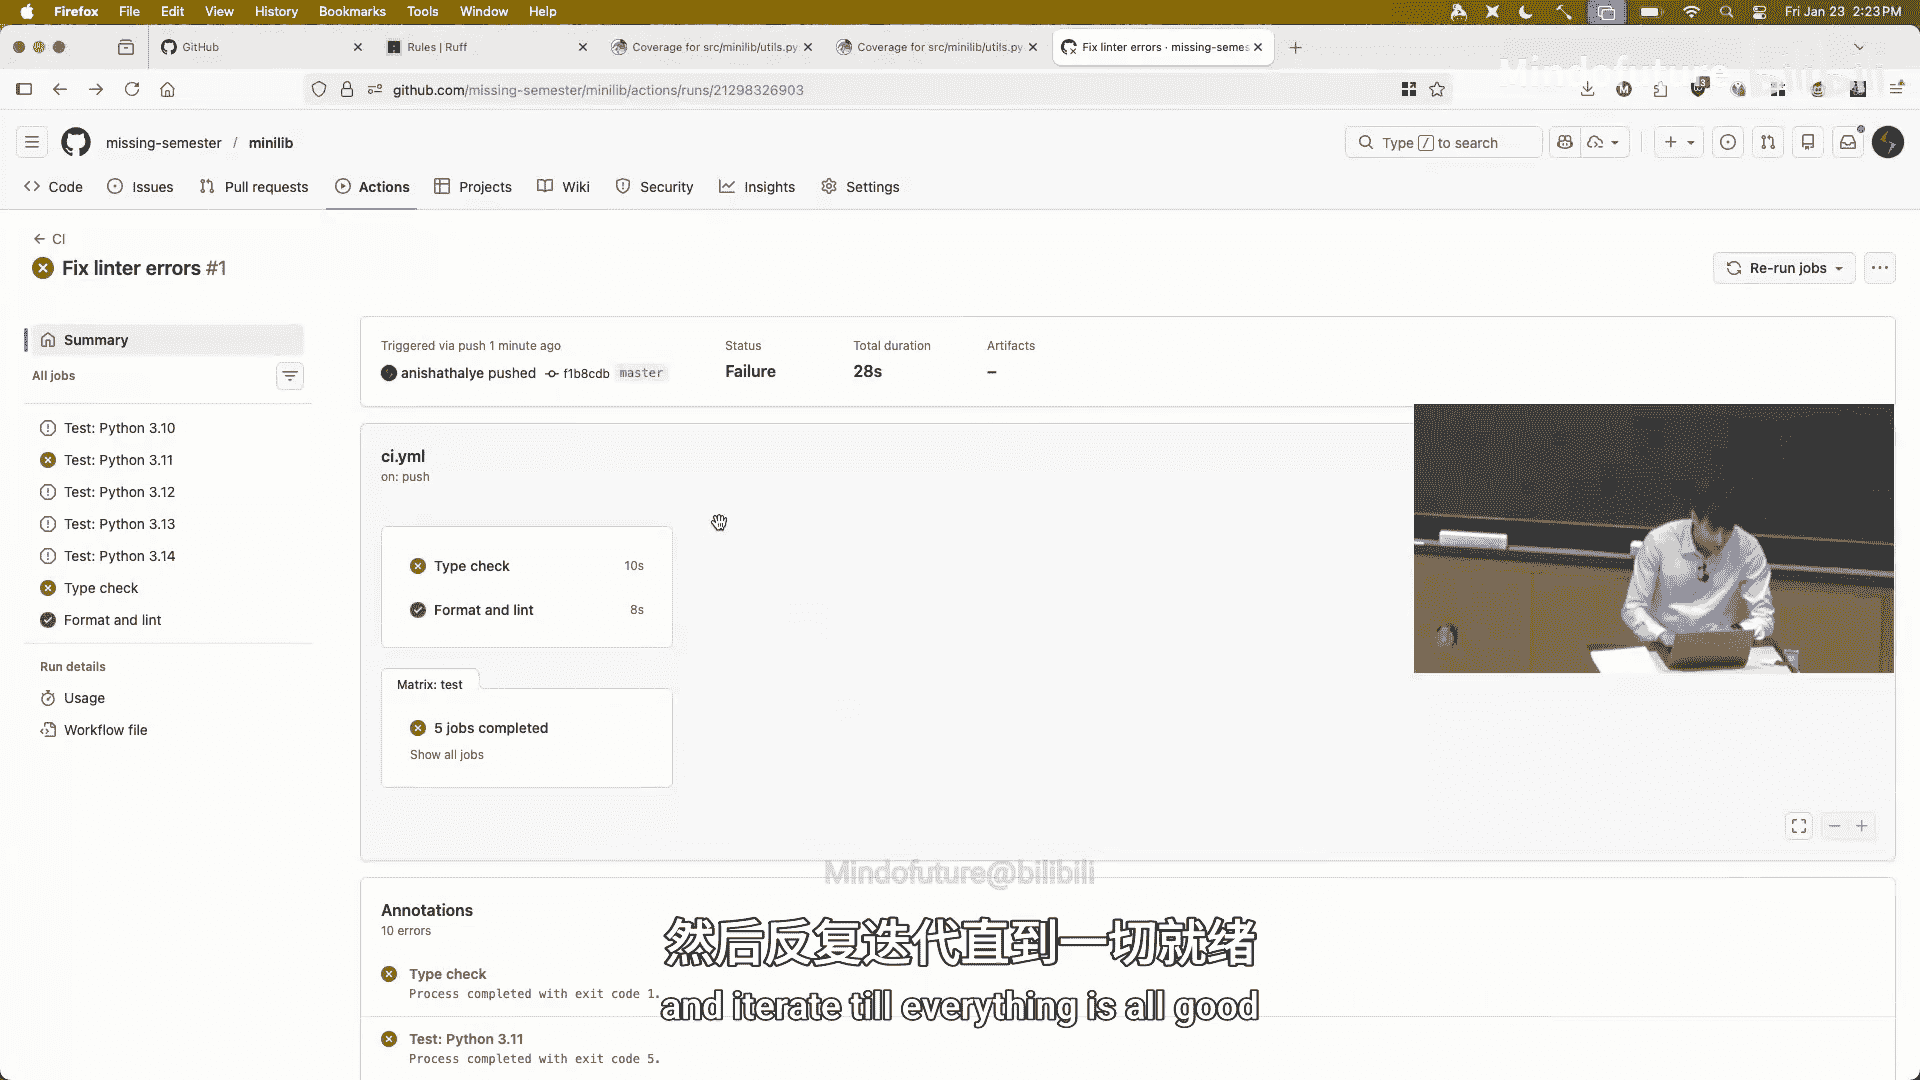 Firefox File Edit View History Bookmarks Tools Window Help Fri Jan 23 2:23 PM
GitHub
Rules | Ruff
Coverage for src/minilib/utils.py
Coverage for src/minilib/utils.py
Fix linter errors · missing-semes
github.com/missing-semester/minilib/actions/runs/21298326903
Mindofuture
missing-semester / minilib
Type / to search
Code Issues Pull requests Actions Projects Wiki Security Insights Settings
← CI
Fix linter errors #1
Re-run jobs
Summary
All jobs
Test: Python 3.10
Test: Python 3.11
Test: Python 3.12
Test: Python 3.13
Test: Python 3.14
Type check
Format and lint
Run details
Usage
Workflow file
Triggered via push 1 minute ago
anishathalye pushed f1b8cdb master
Status
Failure
Total duration
28s
Artifacts
–
ci.yml
on: push
Type check 10s
Format and lint 8s
Matrix: test
5 jobs completed
Show all jobs
Annotations
10 errors
Type check
Process completed with exit code 1.
Test: Python 3.11
Process completed with exit code 5.
Mindofuture@bilibili
然后反复迭代直到一切就绪
and iterate till everything is all good